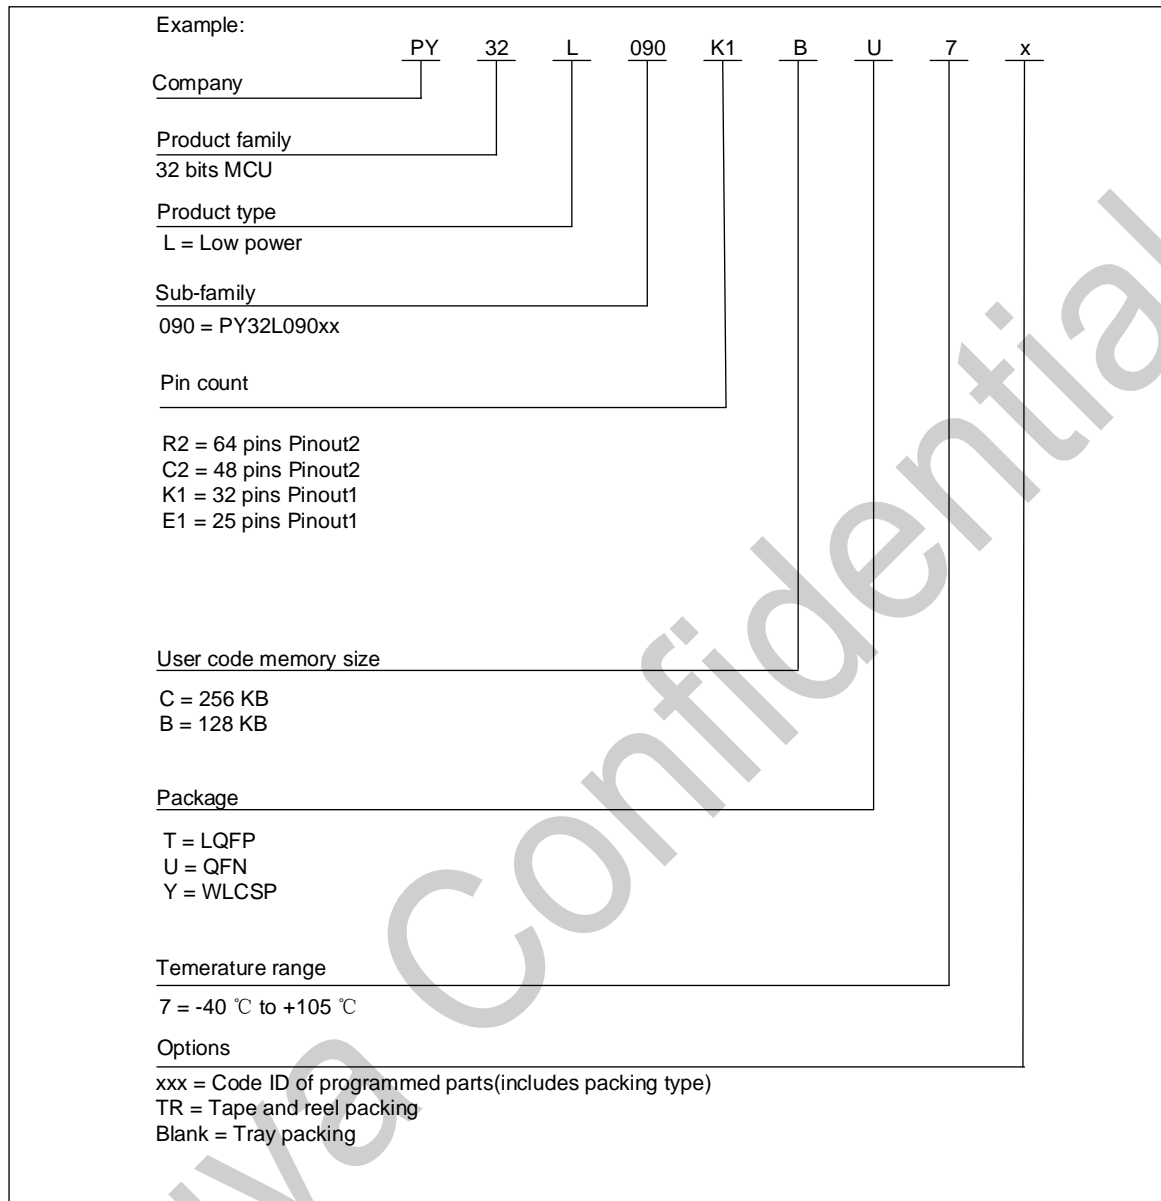 Example:
PY 32 L 090 K1 B U 7 x
Company
Product family
32 bits MCU
Product type
L = Low power
Sub-family
090 = PY32L090xx
Pin count
R2 = 64 pins Pinout2
C2 = 48 pins Pinout2
K1 = 32 pins Pinout1
E1 = 25 pins Pinout1
User code memory size
C = 256 KB
B = 128 KB
Package
T = LQFP
U = QFN
Y = WLCSP
Temerature range
7 = -40 ℃ to +105 ℃
Options
xxx = Code ID of programmed parts(includes packing type)
TR = Tape and reel packing
Blank = Tray packing
Confidential